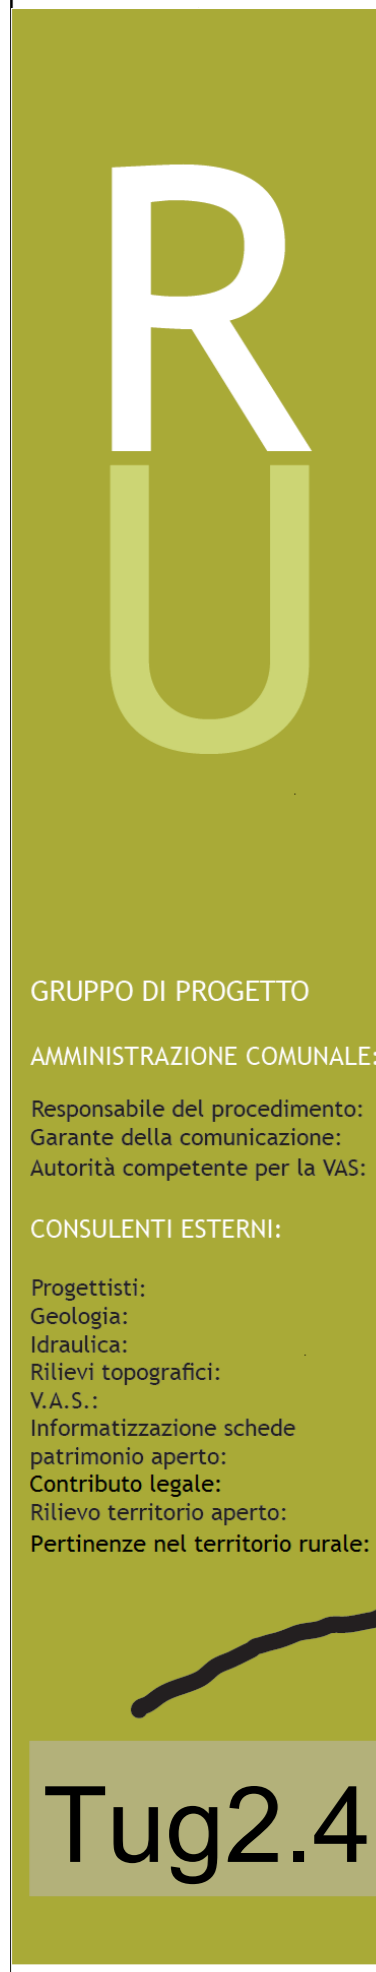 R
U
GRUPPO DI PROGETTO
AMMINISTRAZIONE COMUNALE:
Responsabile del procedimento:
Garante della comunicazione:
Autorità competente per la VAS:
CONSULENTI ESTERNI:
Progettisti:
Geologia:
Idraulica:
Rilievi topografici:
V.A.S.:
Informatizzazione schede
patrimonio aperto:
Contributo legale:
Rilievo territorio aperto:
Pertinenze nel territorio rurale:
Tug2.4